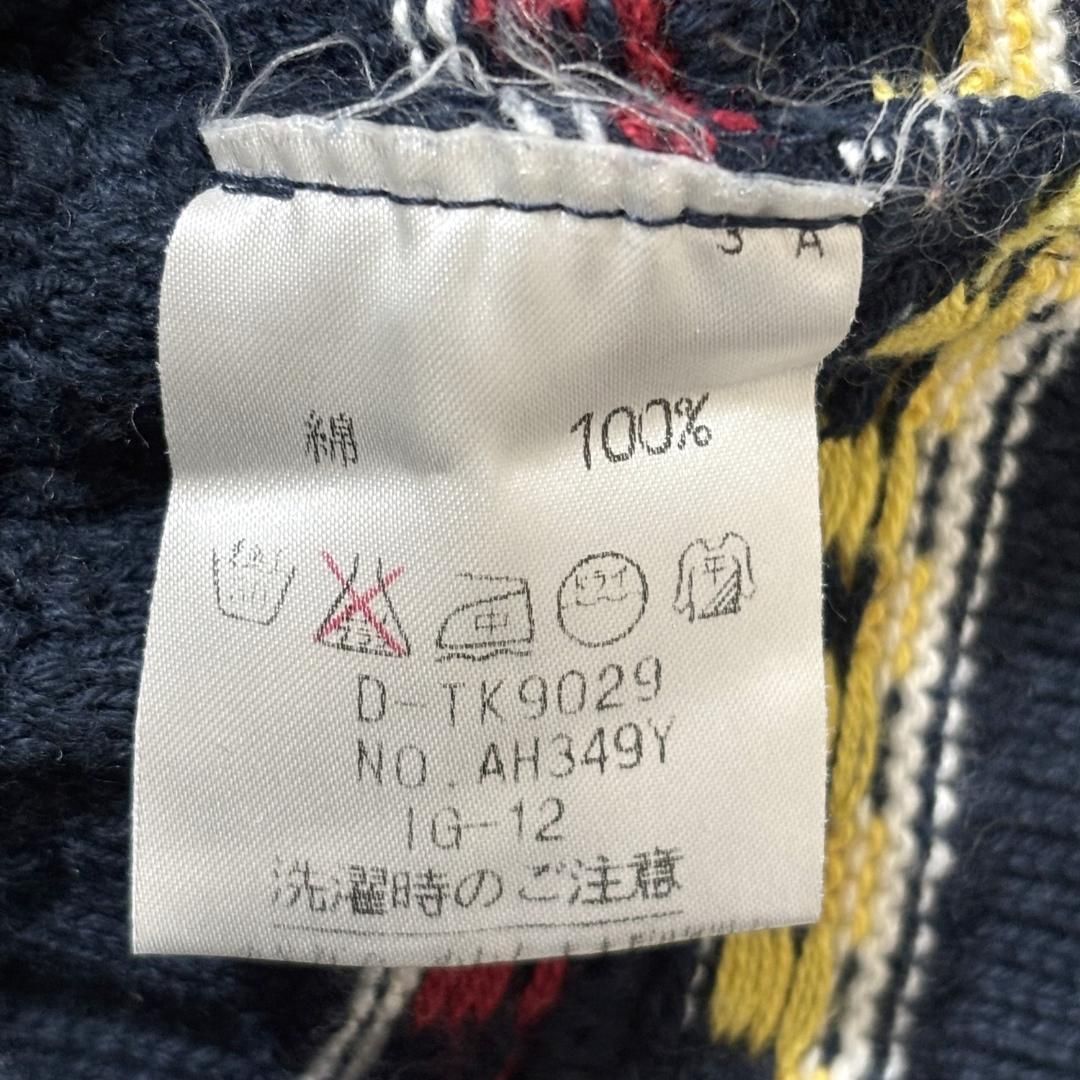 3 A
綿 100%
中 ドライ 平
D-TK9029
NO. AH349Y
IG-12
洗濯時のご注意